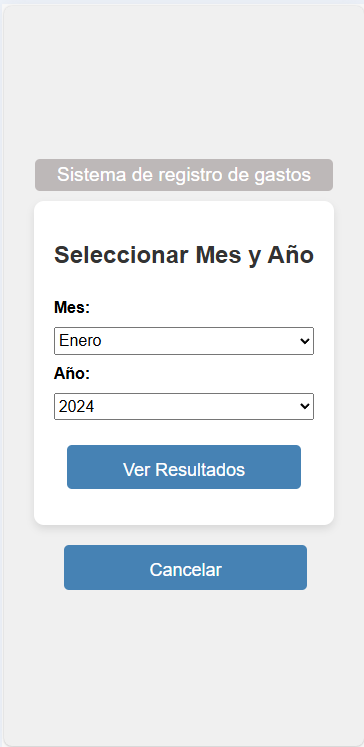 Sistema de registro de gastos
Seleccionar Mes y Año
Mes:
Enero
Año:
2024
Ver Resultados
Cancelar